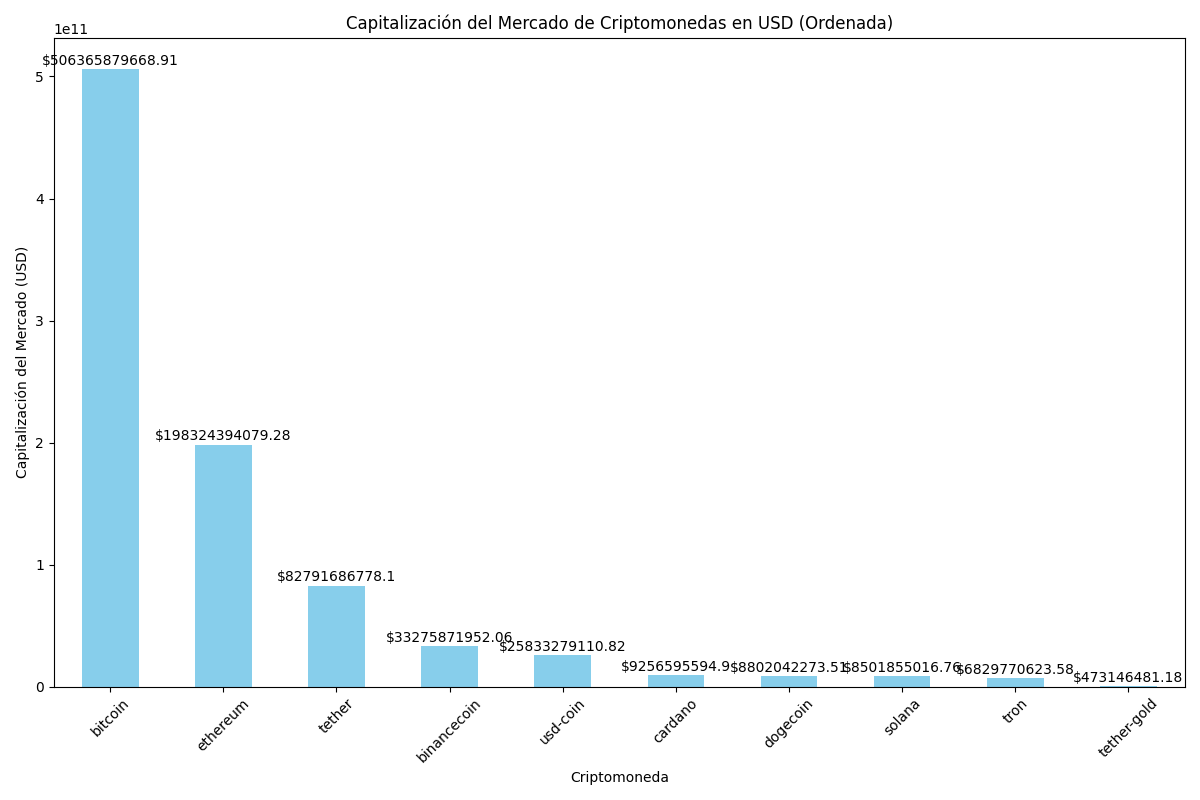 Capitalización del Mercado de Criptomonedas en USD (Ordenada)
1e11
Capitalización del Mercado (USD)
5
4
3
2
1
0
$506365879668.91
$198324394079.28
$82791686778.1
$33275871952.06
$25833279110.82
$9256595594.9
$8802042273.51
$8501855016.76
$6829770623.58
$473146481.18
bitcoin
ethereum
tether
binancecoin
usd-coin
cardano
dogecoin
solana
tron
tether-gold
Criptomoneda